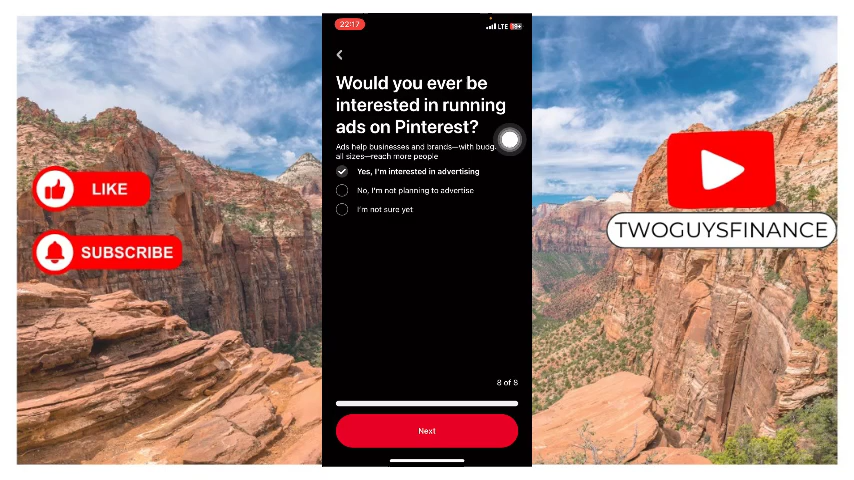 22:17
LTE
Would you ever be
interested in running
ads on Pinterest?
Ads help businesses and brands—with
all sizes—reach more people
Yes, I'm interested in advertising
No, I'm not planning to advertise
I'm not sure yet
8 of 8
Next
LIKE
SUBSCRIBE
TWOGUYSFINANCE